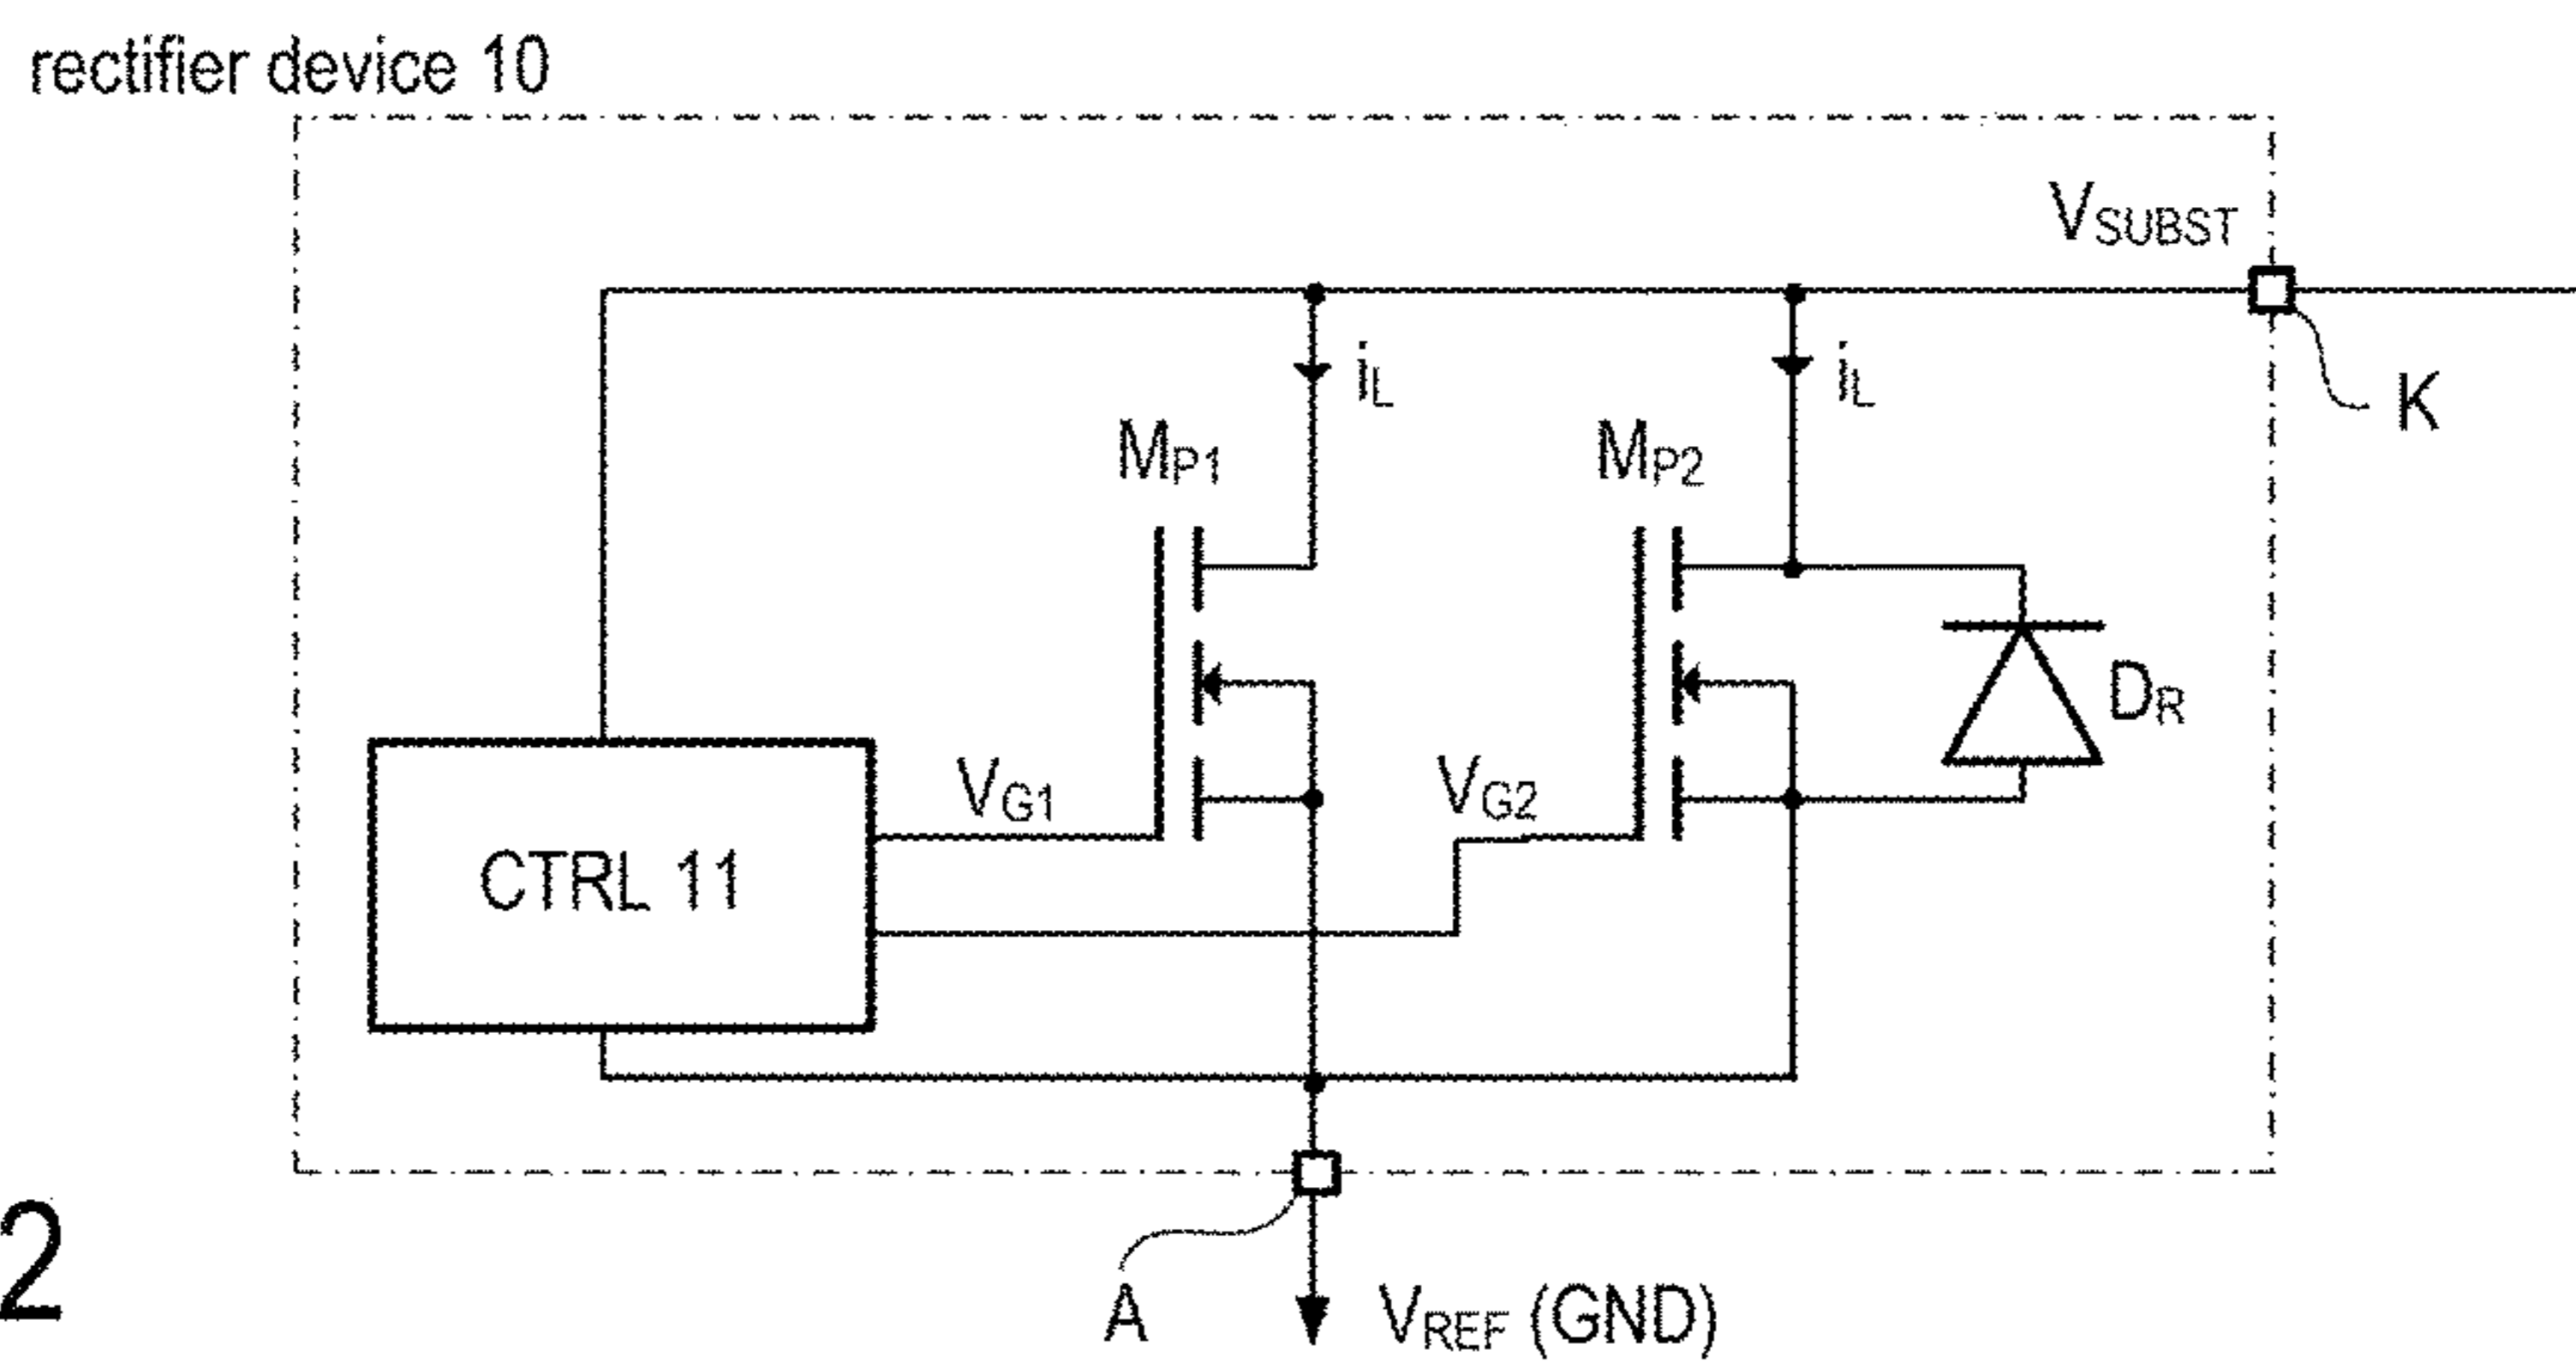 rectifier device 10
VSUBST
iL
iL
K
MP1
MP2
DR
VG1
VG2
CTRL 11
2
A
VREF (GND)